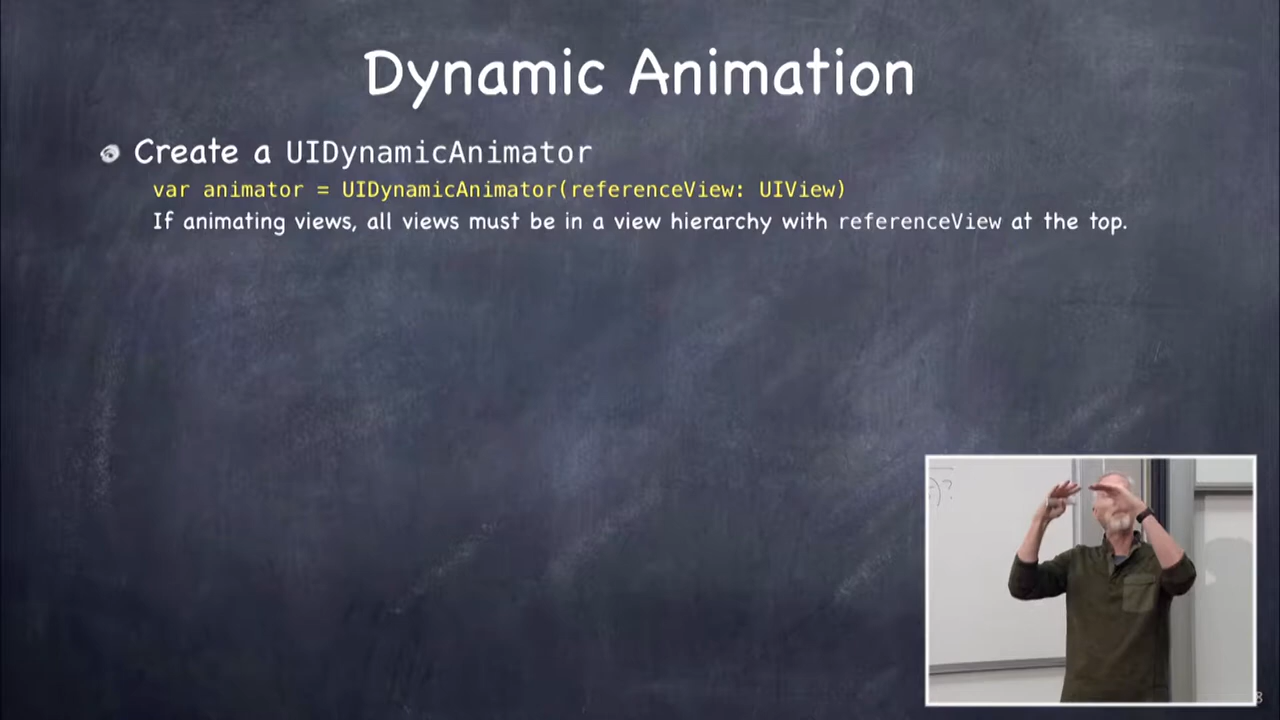 Dynamic Animation
Create a UIDynamicAnimator
var animator = UIDynamicAnimator(referenceView: UIView)
If animating views, all views must be in a view hierarchy with referenceView at the top.
)?
8